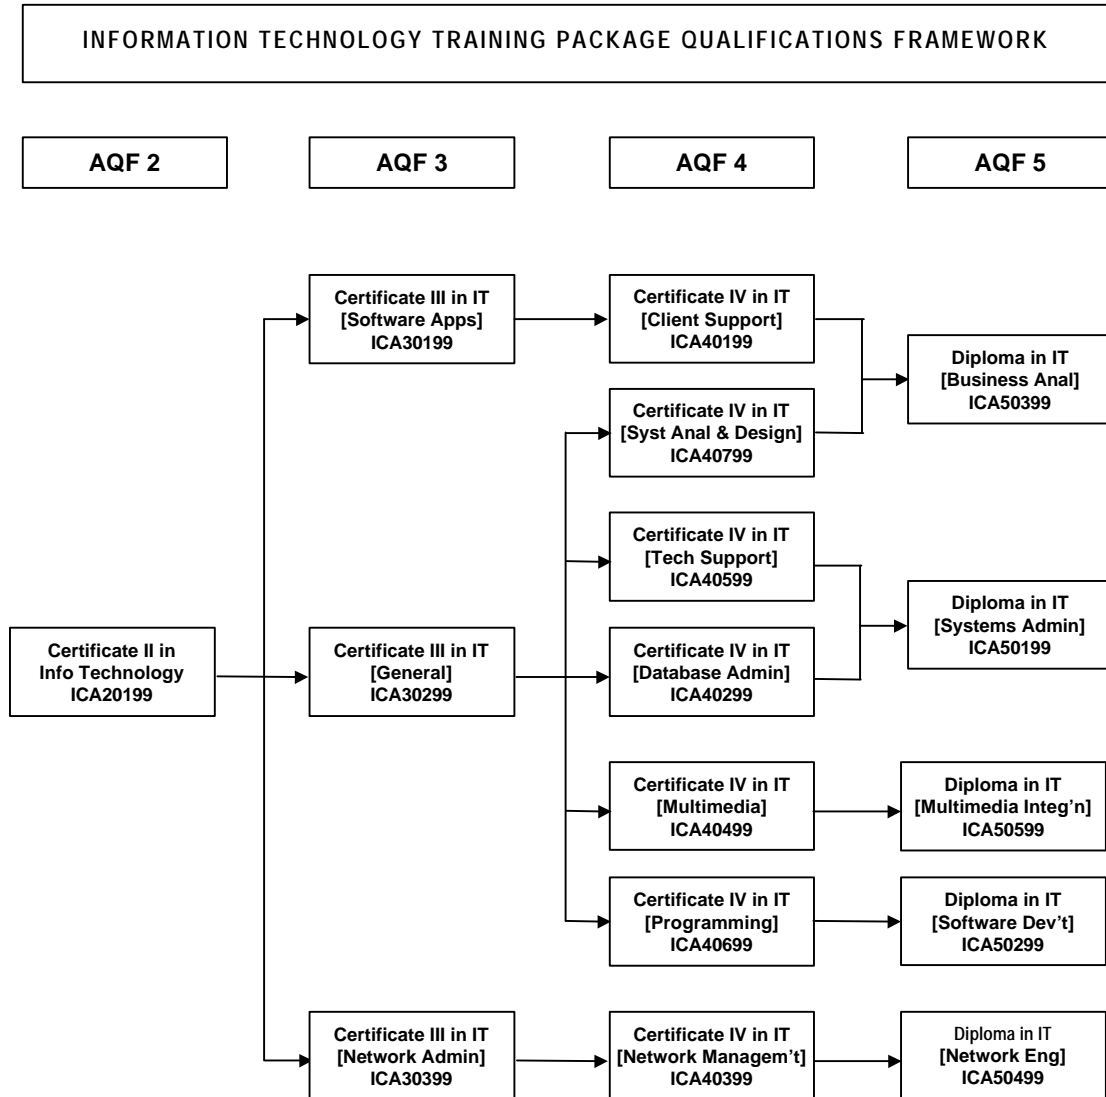 INFORMATION TECHNOLOGY TRAINING PACKAGE QUALIFICATIONS FRAMEWORK
AQF 2
AQF 3
AQF 4
AQF 5
Certificate II in
Info Technology
ICA20199
Certificate III in IT
[Software Apps]
ICA30199
Certificate III in IT
[General]
ICA30299
Certificate III in IT
[Network Admin]
ICA30399
Certificate IV in IT
[Client Support]
ICA40199
Certificate IV in IT
[Syst Anal & Design]
ICA40799
Certificate IV in IT
[Tech Support]
ICA40599
Certificate IV in IT
[Database Admin]
ICA40299
Certificate IV in IT
[Multimedia]
ICA40499
Certificate IV in IT
[Programming]
ICA40699
Certificate IV in IT
[Network Managem't]
ICA40399
Diploma in IT
[Business Anal]
ICA50399
Diploma in IT
[Systems Admin]
ICA50199
Diploma in IT
[Multimedia Integ'n]
ICA50599
Diploma in IT
[Software Dev't]
ICA50299
Diploma in IT
[Network Eng]
ICA50499